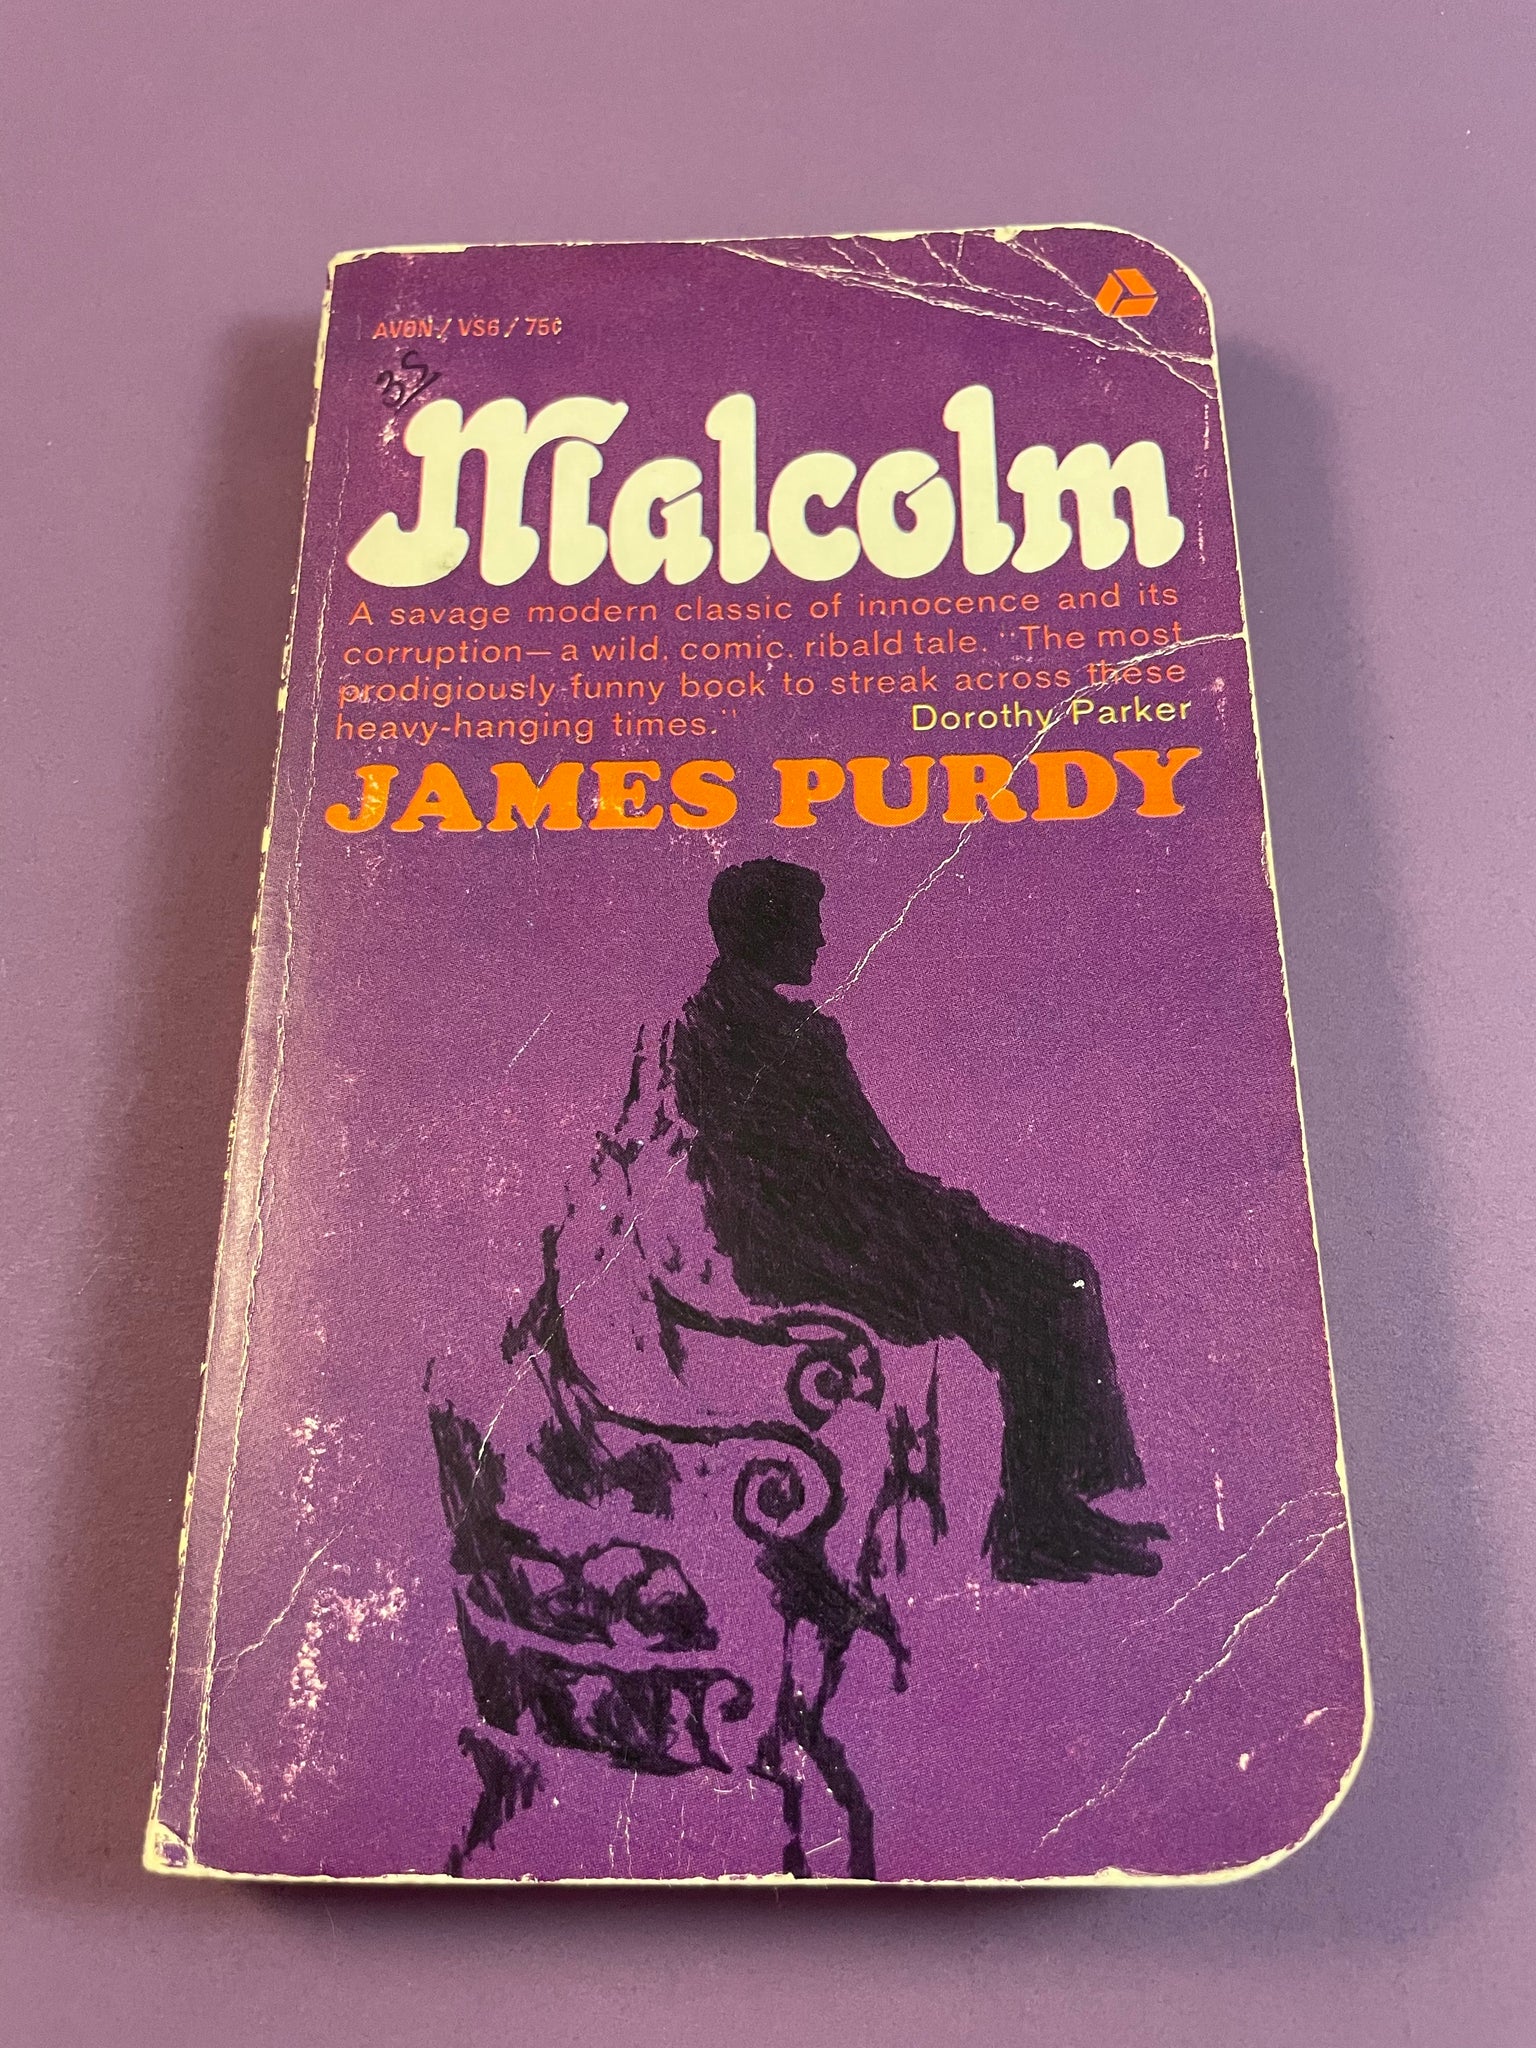 AVON / VS6 / 75¢
35
Malcolm
A savage modern classic of innocence and its
corruption—a wild, comic, ribald tale. "The most
prodigiously funny book to streak across these
heavy-hanging times."
Dorothy Parker
JAMES PURDY